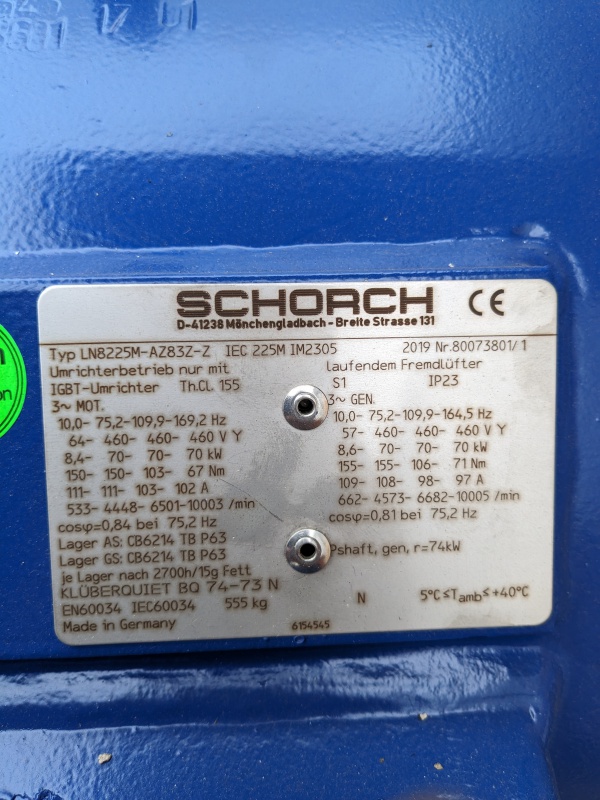 SCHORCH CE
D-41238 Mönchengladbach - Breite Strasse 131
Typ LN8225M-AZ83Z-Z IEC 225M IM2305 2019 Nr.80073801/1
Umrichterbetrieb nur mit laufendem Fremdlüfter
IGBT-Umrichter Th.Cl. 155 S1 IP23
3~ MOT. 3~ GEN.
10,0- 75,2-109,9-169,2 Hz 10,0- 75,2-109,9-164,5 Hz
64- 460- 460- 460 V Y 57- 460- 460- 460 V Y
8,4- 70- 70- 70 kW 8,6- 70- 70- 70 kW
150- 150- 103- 67 Nm 155- 155- 106- 71 Nm
111- 111- 103- 102 A 109- 108- 98- 97 A
533- 4448- 6501-10003 /min 662- 4573- 6682-10005 /min
cosφ=0,84 bei 75,2 Hz cosφ=0,81 bei 75,2 Hz
Lager AS: CB6214 TB P63
Lager GS: CB6214 TB P63 Pshaft, gen, r=74kW
je Lager nach 2700h/15g Fett
KLÜBERQUIET BQ 74-73 N N 5°C ≤Tamb≤ +40°C
EN60034 IEC60034 555 kg
Made in Germany 6154545